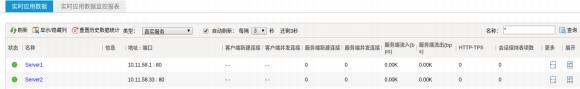 实时应用数据 实时应用数据监控报表
刷新 显示/隐藏列 重置历史数据统计 类型: 真实服务 自动刷新: 每隔 3 秒 还剩3秒 名称: * 查询
状态 名称 信息 地址:端口 客户端新建连接 客户端并发连接 服务端新建连接 服务端并发连接 服务端流入(bps) 服务端流出(bps) HTTP-TPS 会话保持表项数 更多 展开
Server1 10.11.58.1:80 -- -- 0 0 0.00K 0.00K 0 0
Server2 10.11.58.33:80 -- -- 0 0 0.00K 0.00K 0 0